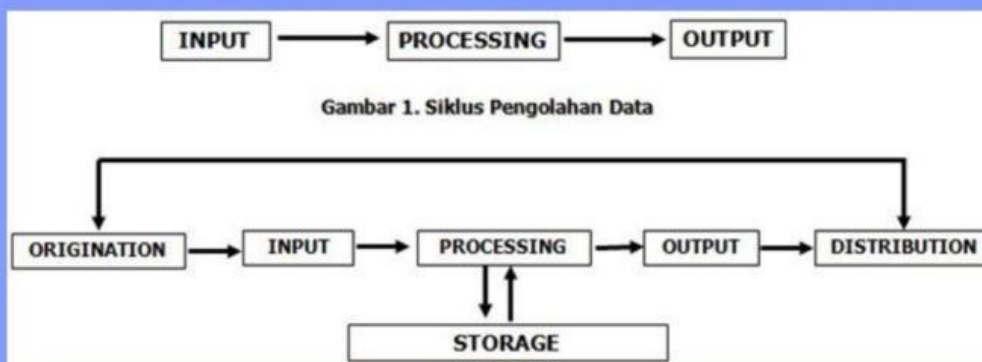 INPUT PROCESSING OUTPUT
Gambar 1. Siklus Pengolahan Data
ORIGINATION INPUT PROCESSING OUTPUT DISTRIBUTION
STORAGE